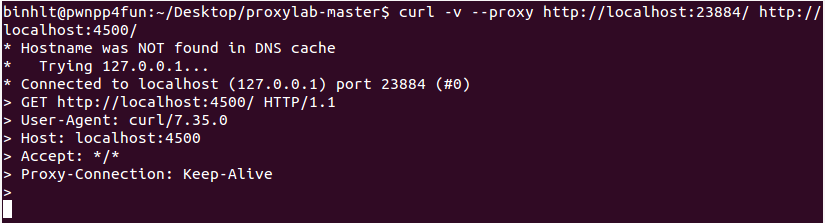 binhlt@pwnpp4fun:~/Desktop/proxylab-master$ curl -v --proxy http://localhost:23884/ http://
localhost:4500/
* Hostname was NOT found in DNS cache
*   Trying 127.0.0.1...
* Connected to localhost (127.0.0.1) port 23884 (#0)
> GET http://localhost:4500/ HTTP/1.1
> User-Agent: curl/7.35.0
> Host: localhost:4500
> Accept: */*
> Proxy-Connection: Keep-Alive
>